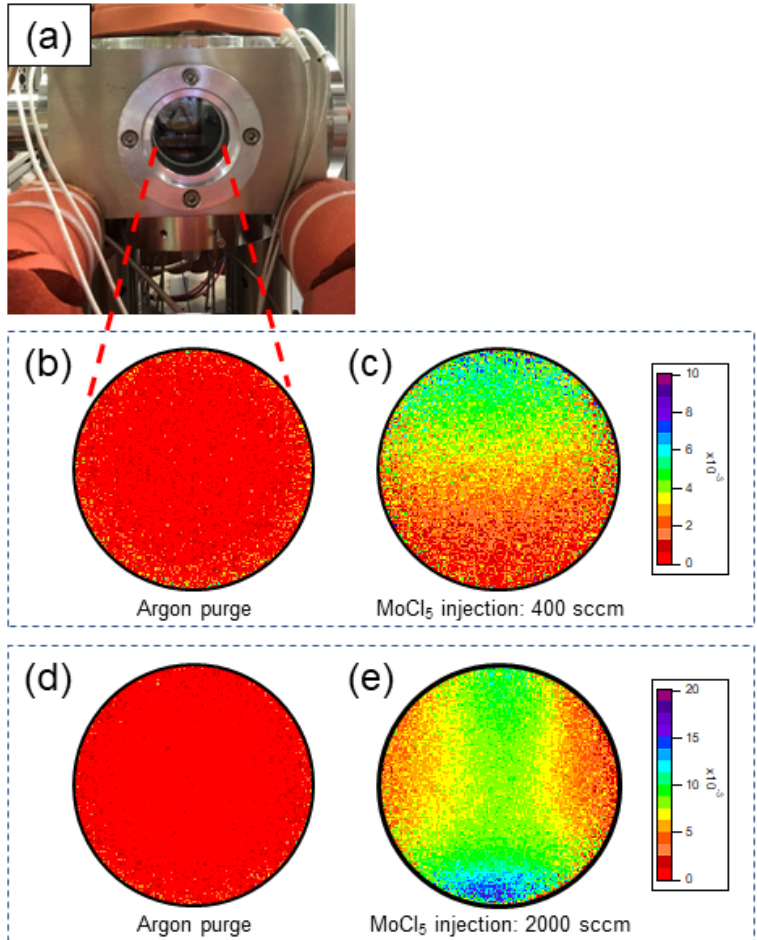 (a)
(b)
(c)
10
8
6
4
2
0
x10⁻³
Argon purge
MoCl₅ injection: 400 sccm
(d)
(e)
20
15
10
5
0
x10⁻³
Argon purge
MoCl₅ injection: 2000 sccm